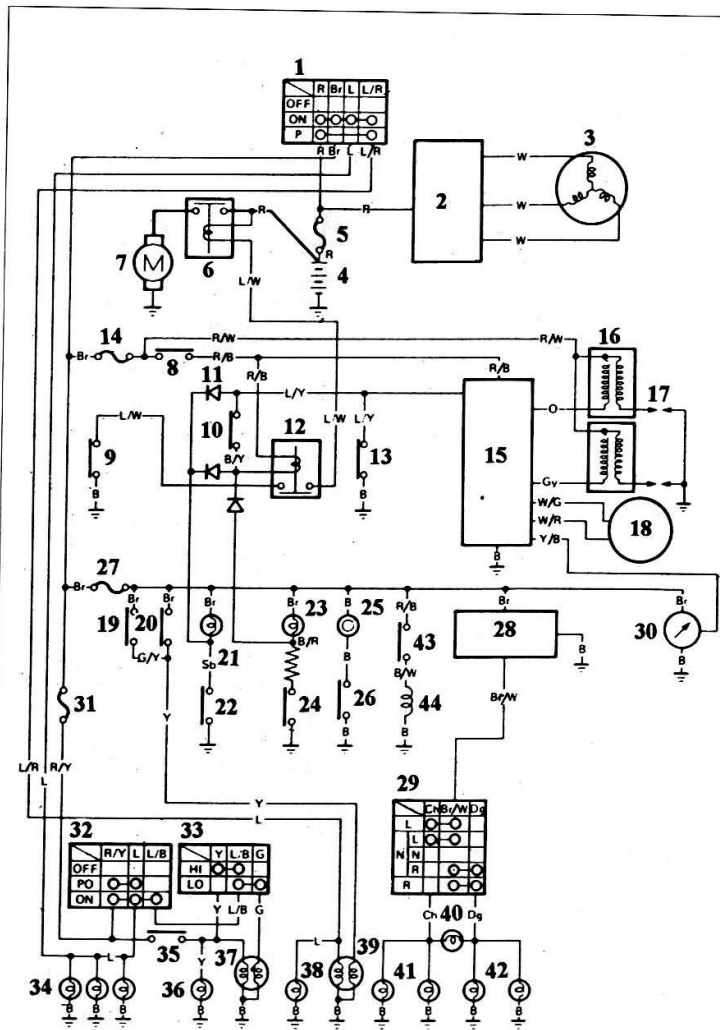 1
R Br L L/R
OFF
ON
P
R Br L L/R
3
W
2
W
R
5
W
R
R
4
7
M
6
L/W
14
R/W
R/W
16
Br
8
R/B
11
R/B
R/B
L/Y
17
L/W
10
12
L/W
L/Y
O
9
B/Y
13
15
B
B
Gy
W/G
W/R
18
Y/B
B
27
Br
Br Br
Br
Br
B
R/B
Br
Br
19
20
21
23
25
43
28
30
B/R
G/Y
Sb
B
B/W
B
B
22
24
26
44
31
Y
Br/W
L/R
L
R/Y
29
Y
L
Ch Br/W Dg
L
L
N N
R
R
32
R/Y L L/B
OFF
PO
ON
33
Y L/B G
HI
LO
Y L/B G
Ch
40
Dg
L
35
Y
37
L
39
41
42
34
36
38
B B B B B B B B B B B